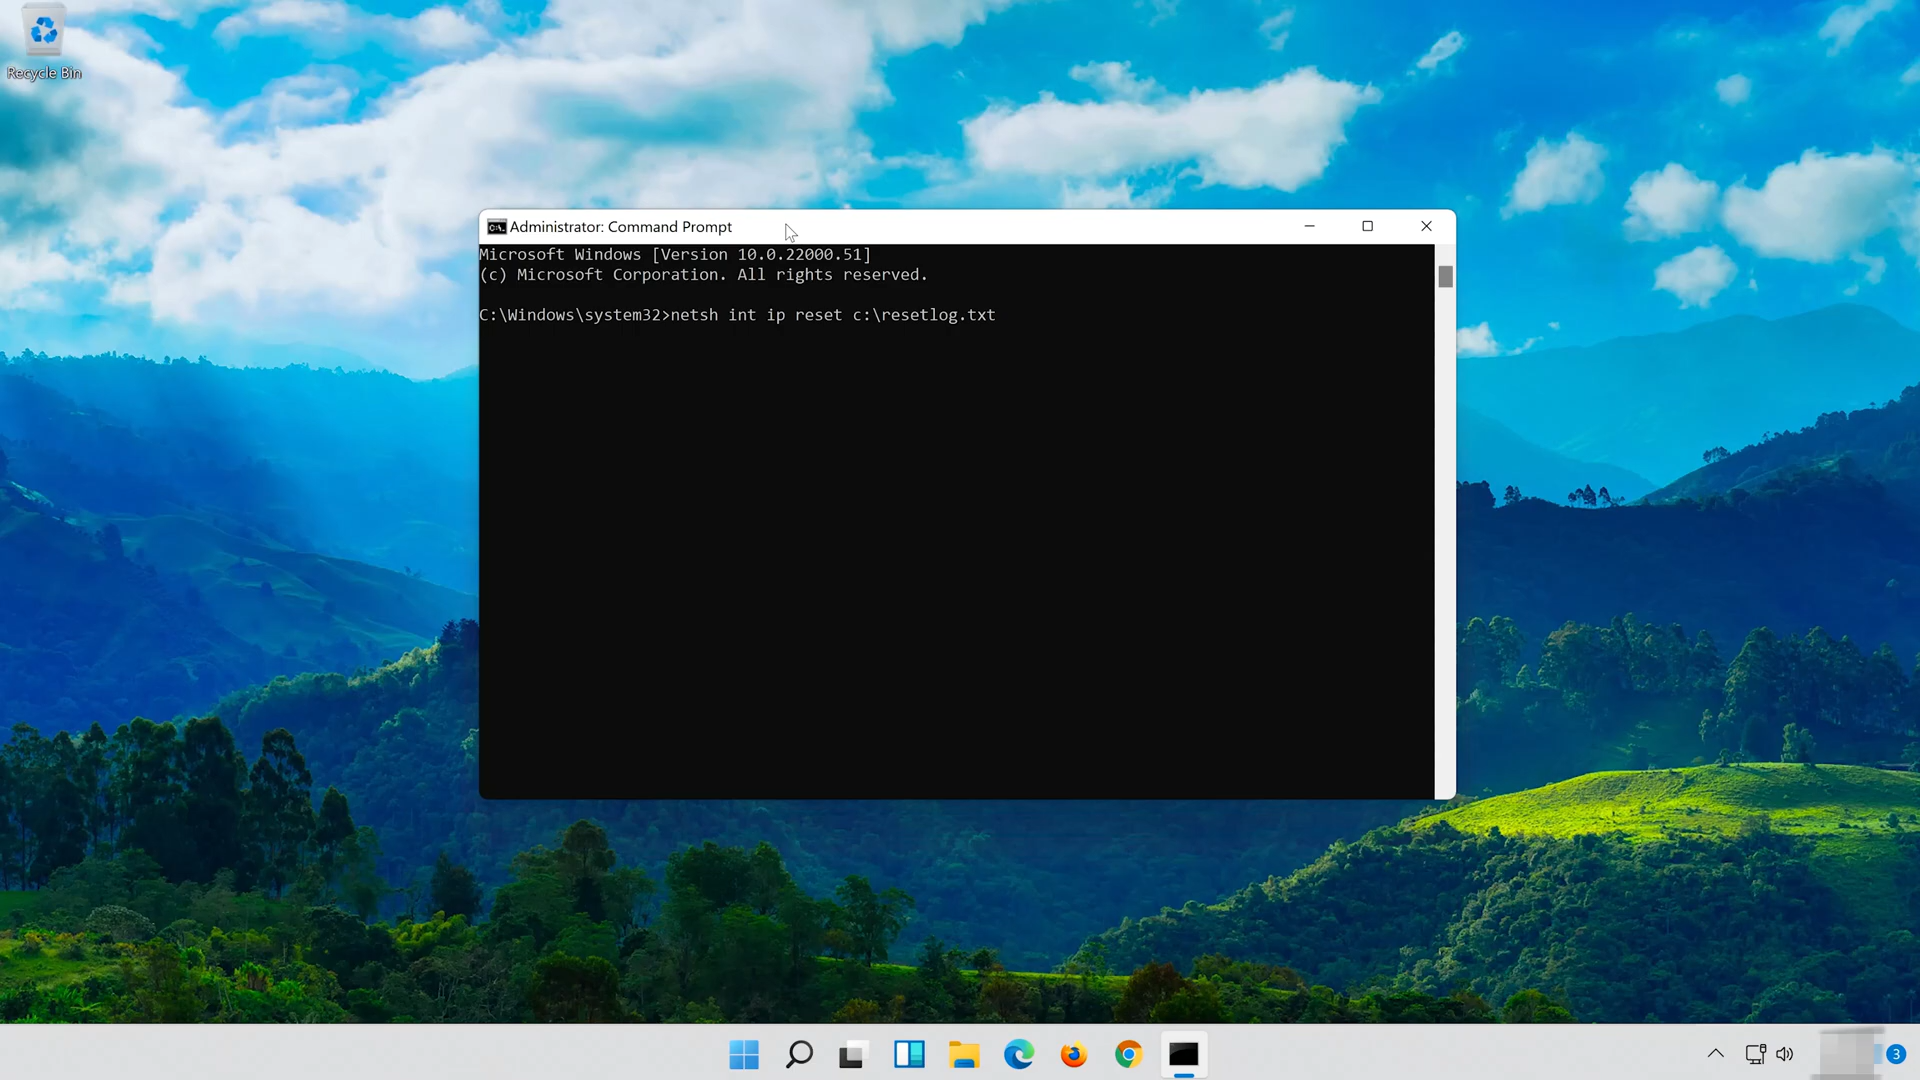 Recycle Bin
Administrator: Command Prompt
Microsoft Windows [Version 10.0.22000.51]
(c) Microsoft Corporation. All rights reserved.
C:\Windows\system32>netsh int ip reset c:\resetlog.txt
3